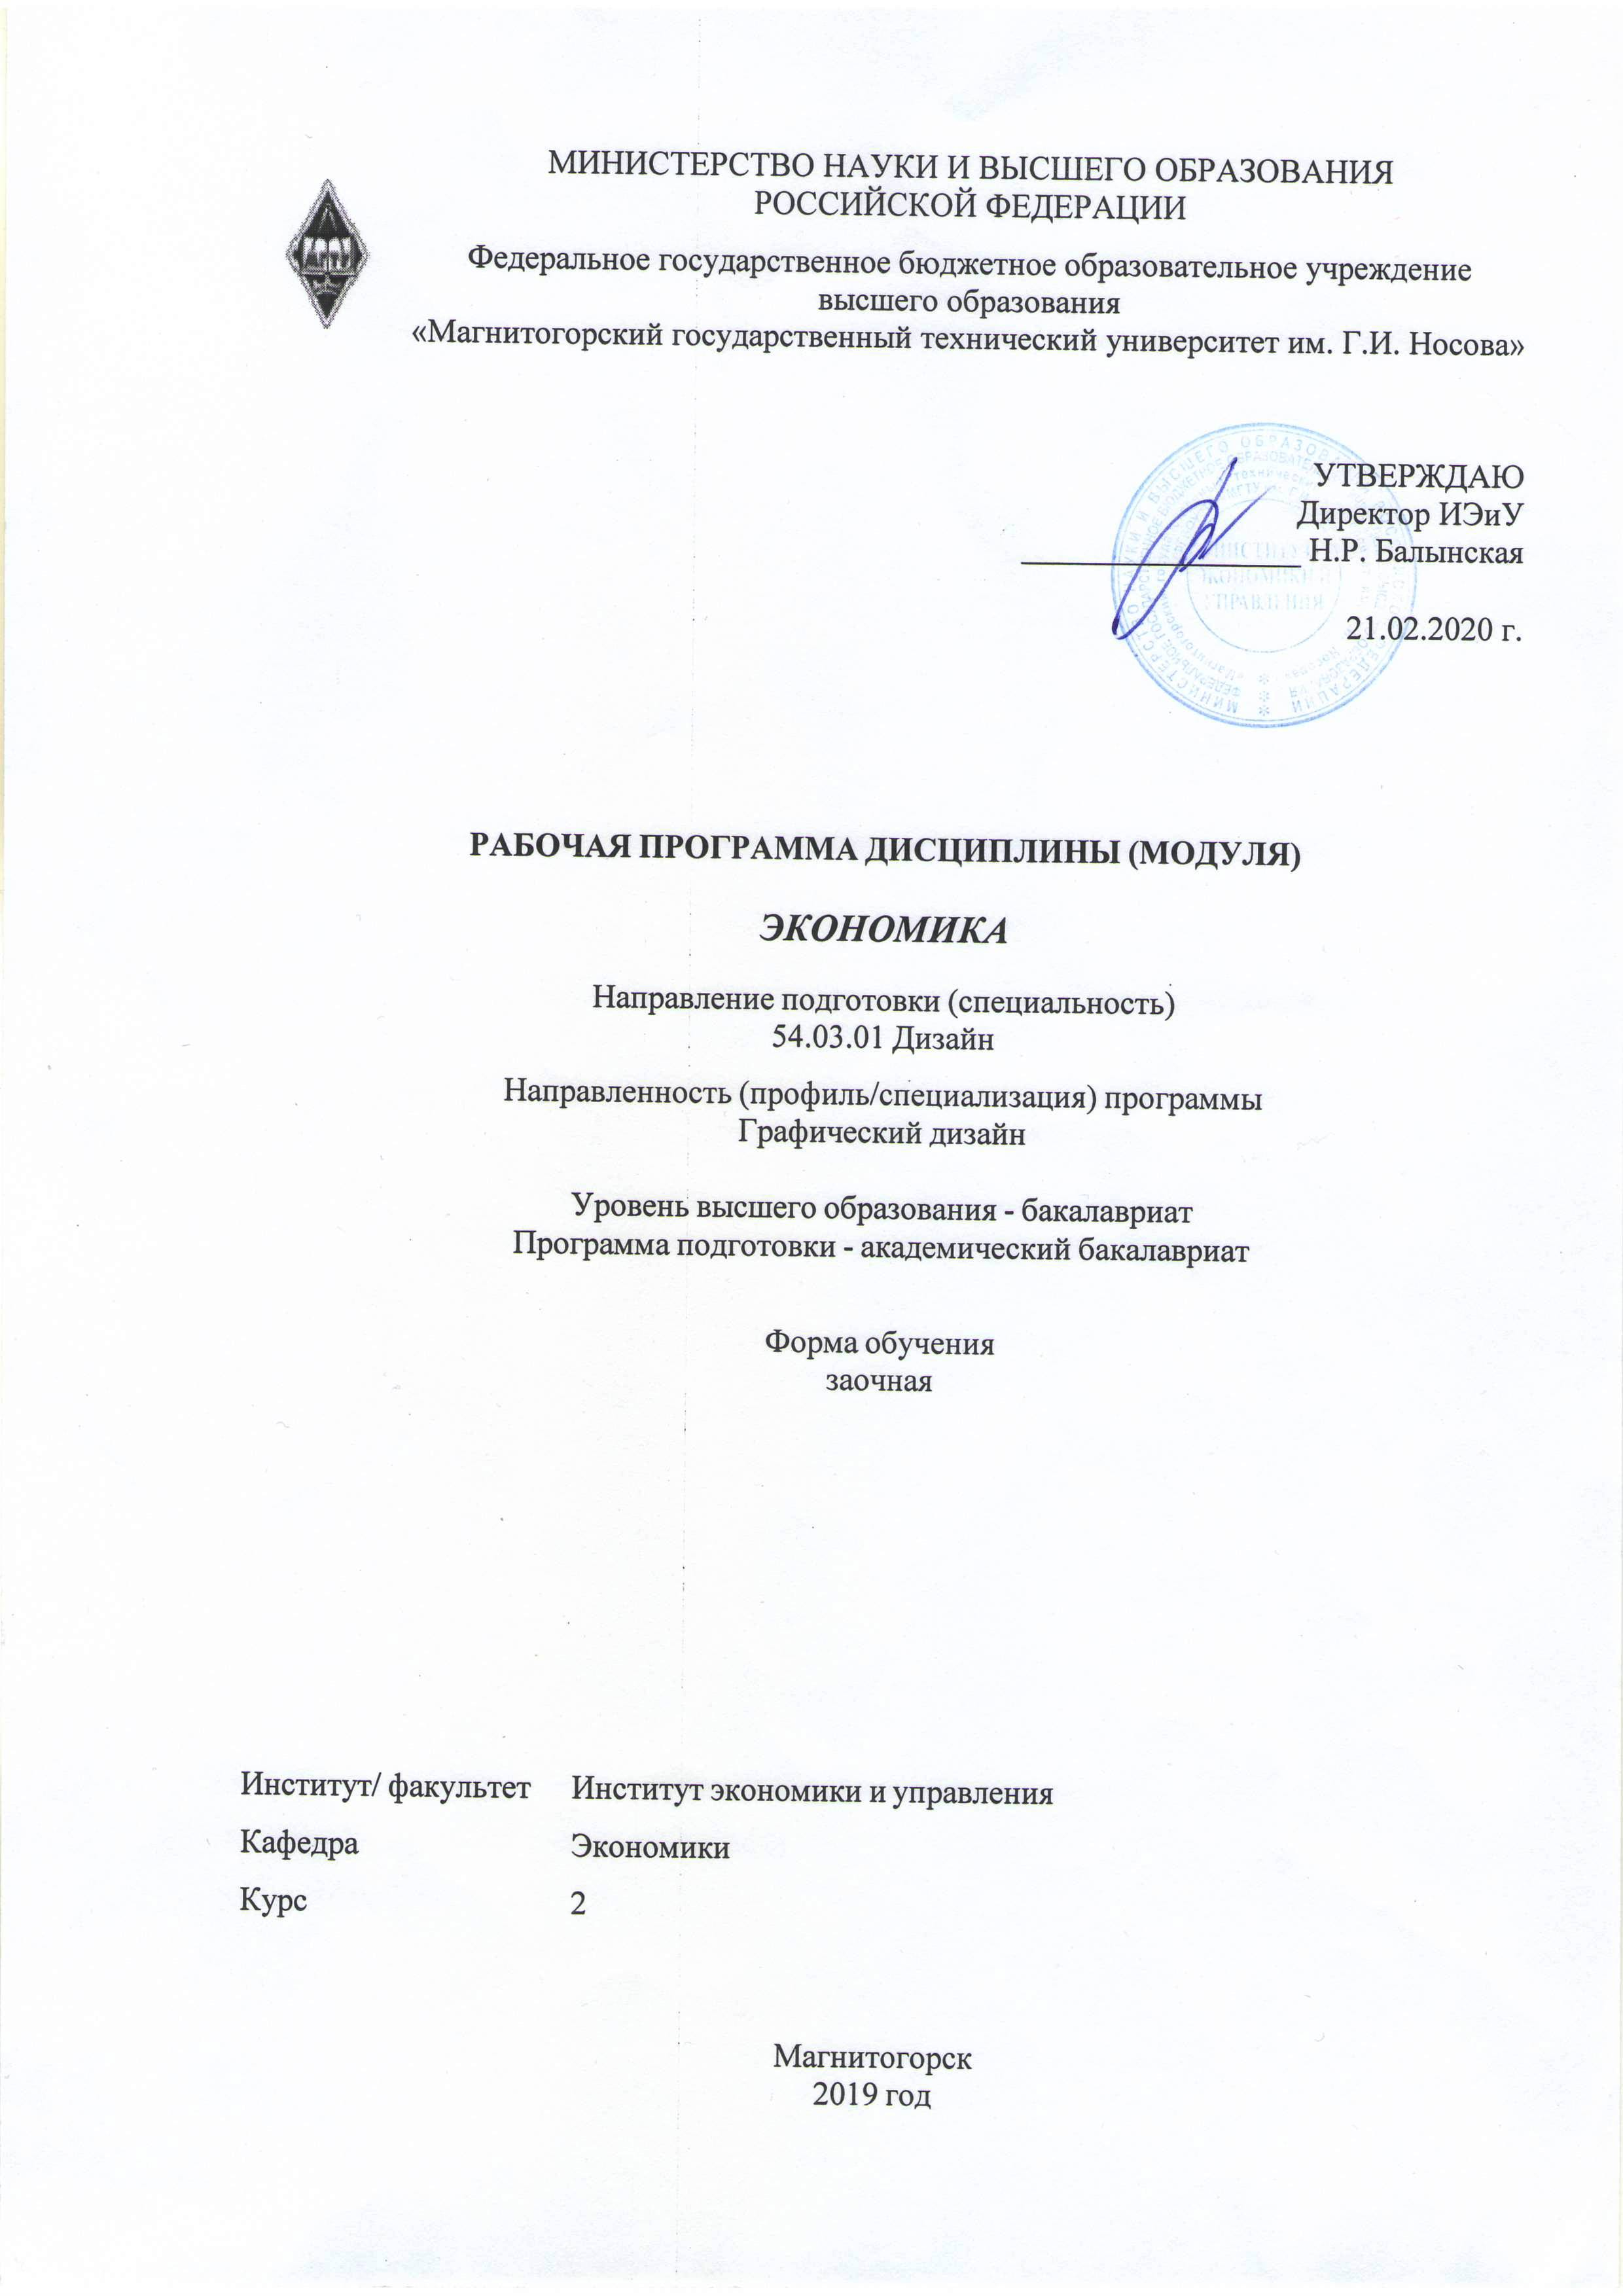 МИНИСТЕРСТВО НАУКИ И ВЫСШЕГО ОБРАЗОВАНИЯ
РОССИЙСКОЙ ФЕДЕРАЦИИ
Федеральное государственное бюджетное образовательное учреждение
высшего образования
«Магнитогорский государственный технический университет им. Г.И. Носова»
УТВЕРЖДАЮ
Директор ИЭиУ
Н.Р. Балынская
21.02.2020 г.
РАБОЧАЯ ПРОГРАММА ДИСЦИПЛИНЫ (МОДУЛЯ)
ЭКОНОМИКА
Направление подготовки (специальность)
54.03.01 Дизайн
Направленность (профиль/специализация) программы
Графический дизайн
Уровень высшего образования - бакалавриат
Программа подготовки - академический бакалавриат
Форма обучения
заочная
Институт/ факультет Институт экономики и управления
Кафедра Экономики
Курс 2
Магнитогорск
2019 год